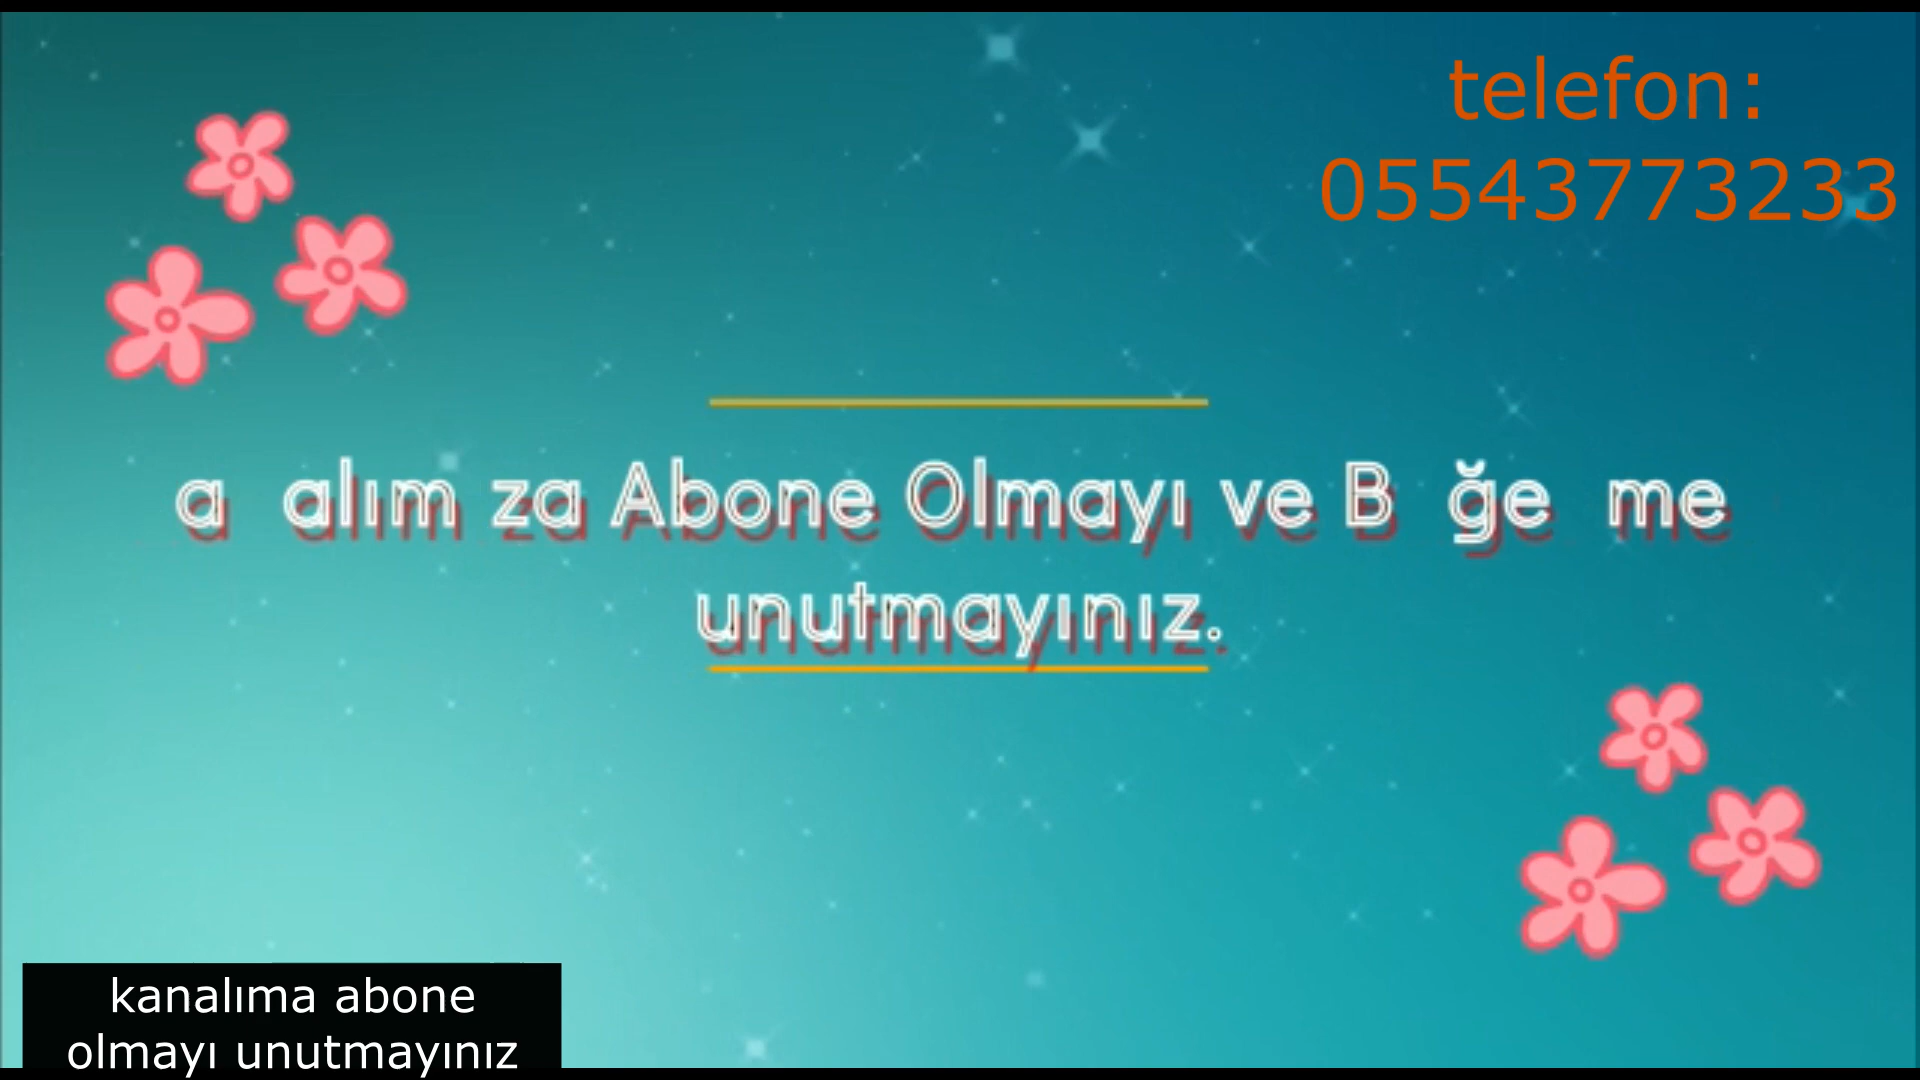 telefon:
05543773233
a alım za Abone Olmayı ve B ğe me
unutmayınız.
kanalıma abone
olmayı unutmayınız